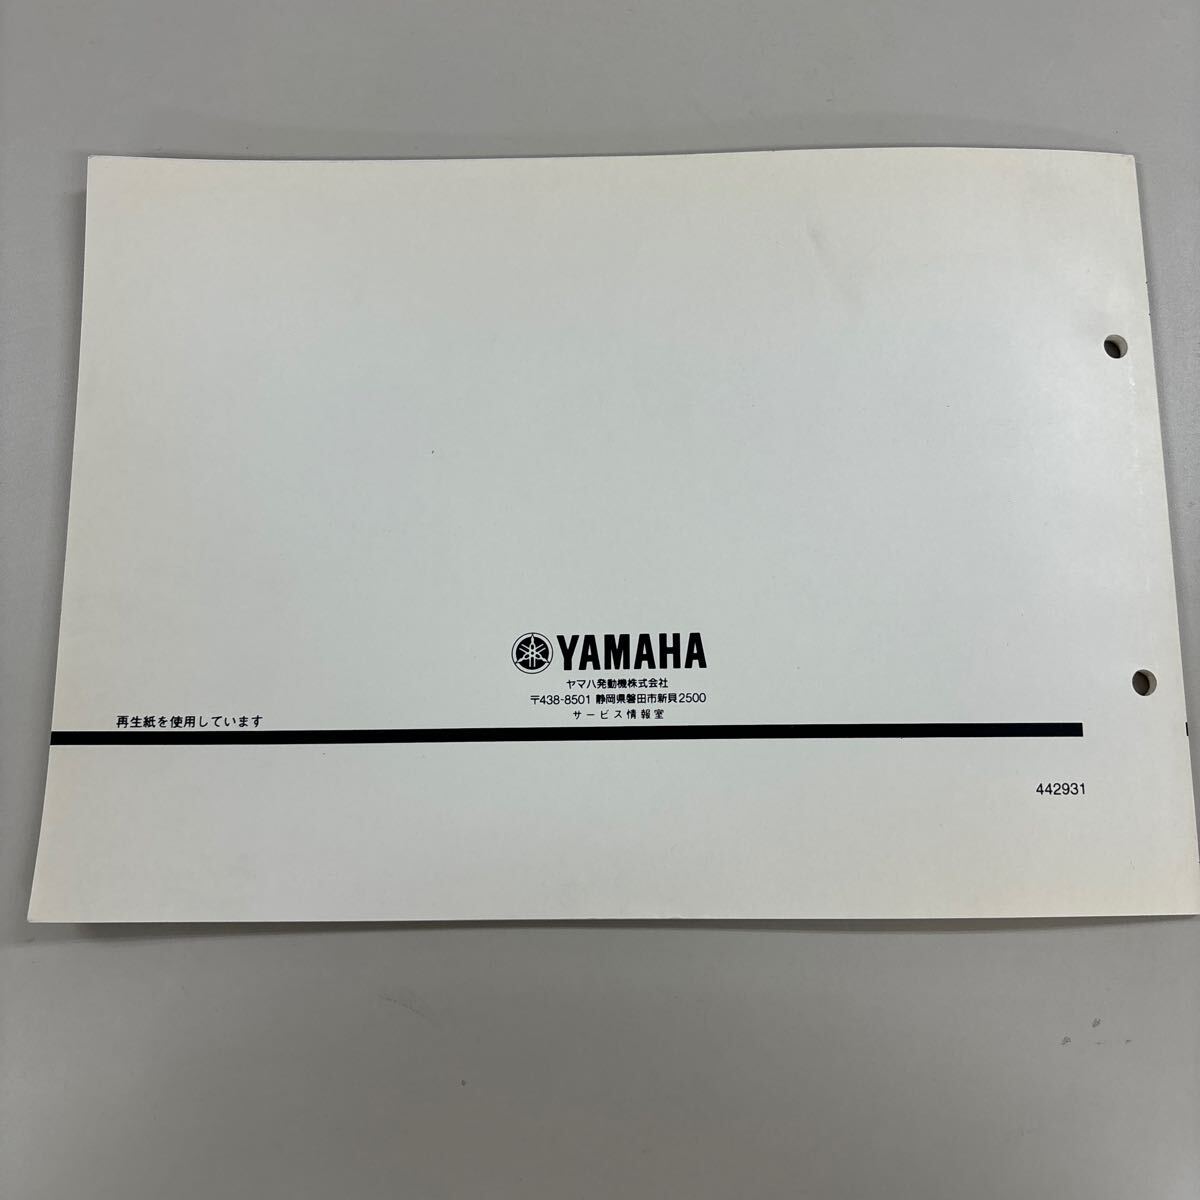 YAMAHA
ヤマハ発動機株式会社
〒438-8501 静岡県磐田市新貝2500
サービス情報室
再生紙を使用しています
442931